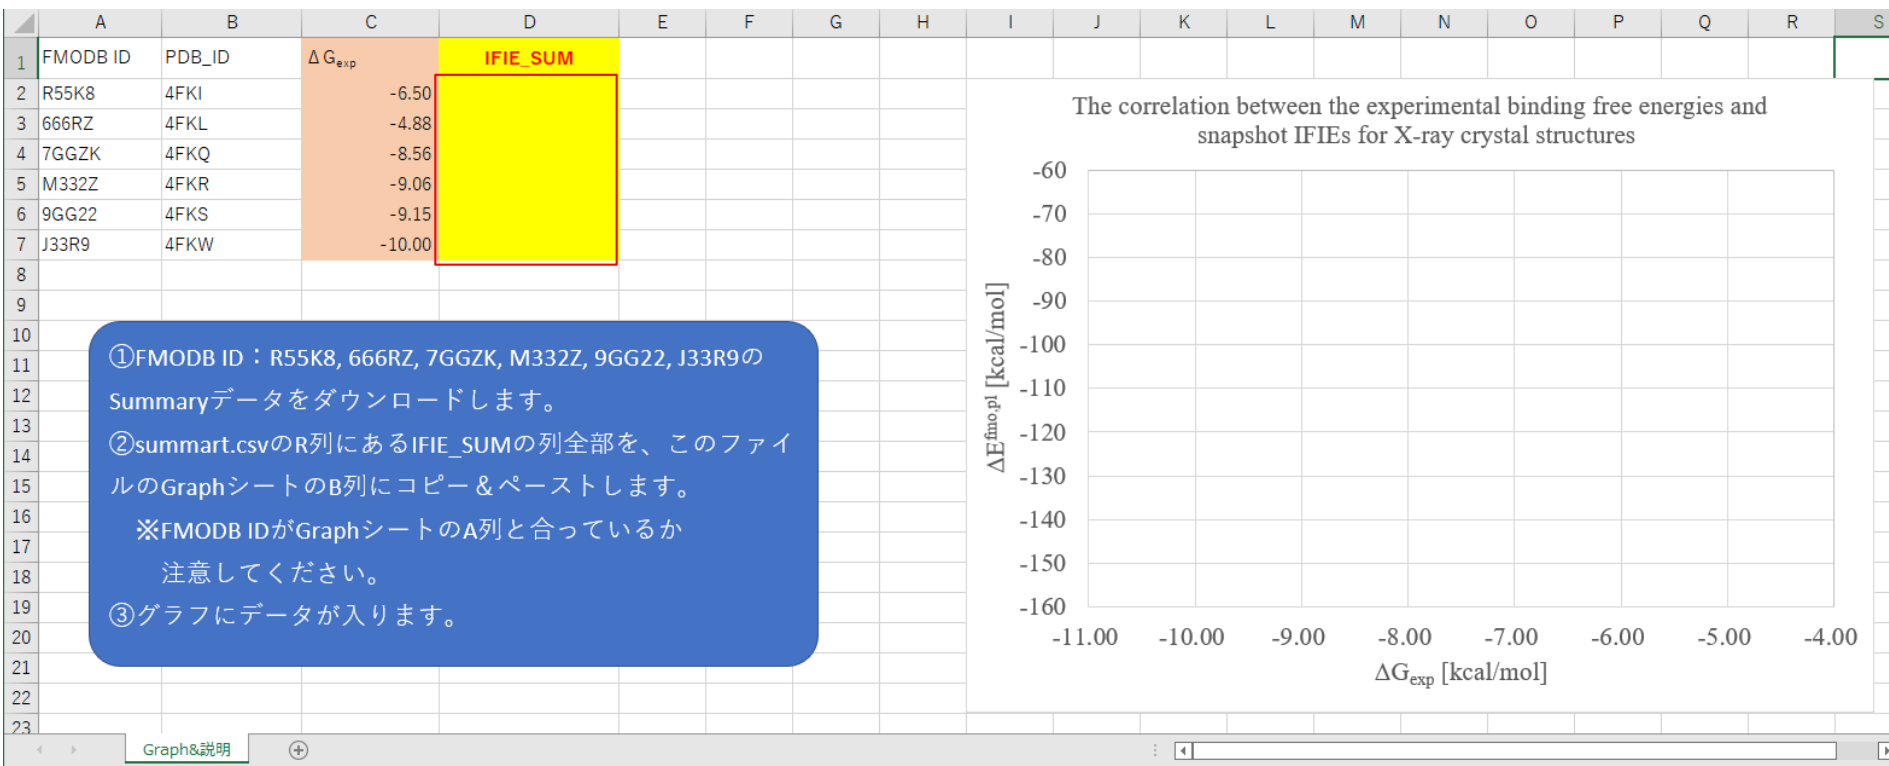 A B C D E F G H I J K L M N O P Q R S
1 FMODB ID PDB_ID ΔGexp IFIE_SUM
2 R55K8 4FKI -6.50
3 666RZ 4FKL -4.88
4 7GGZK 4FKQ -8.56
5 M332Z 4FKR -9.06
6 9GG22 4FKS -9.15
7 J33R9 4FKW -10.00
8
9
10
11
12
13
14
15
16
17
18
19
20
21
22
23
①FMODB ID：R55K8, 666RZ, 7GGZK, M332Z, 9GG22, J33R9の
Summaryデータをダウンロードします。
②summart.csvのR列にあるIFIE_SUMの列全部を、このファイ
ルのGraphシートのB列にコピー＆ペーストします。
※FMODB IDがGraphシートのA列と合っているか
注意してください。
③グラフにデータが入ります。
The correlation between the experimental binding free energies and
snapshot IFIEs for X-ray crystal structures
-60
-70
-80
-90
-100
-110
-120
-130
-140
-150
-160
ΔEfmo,pl [kcal/mol]
-11.00 -10.00 -9.00 -8.00 -7.00 -6.00 -5.00 -4.00
ΔGexp [kcal/mol]
Graph&説明